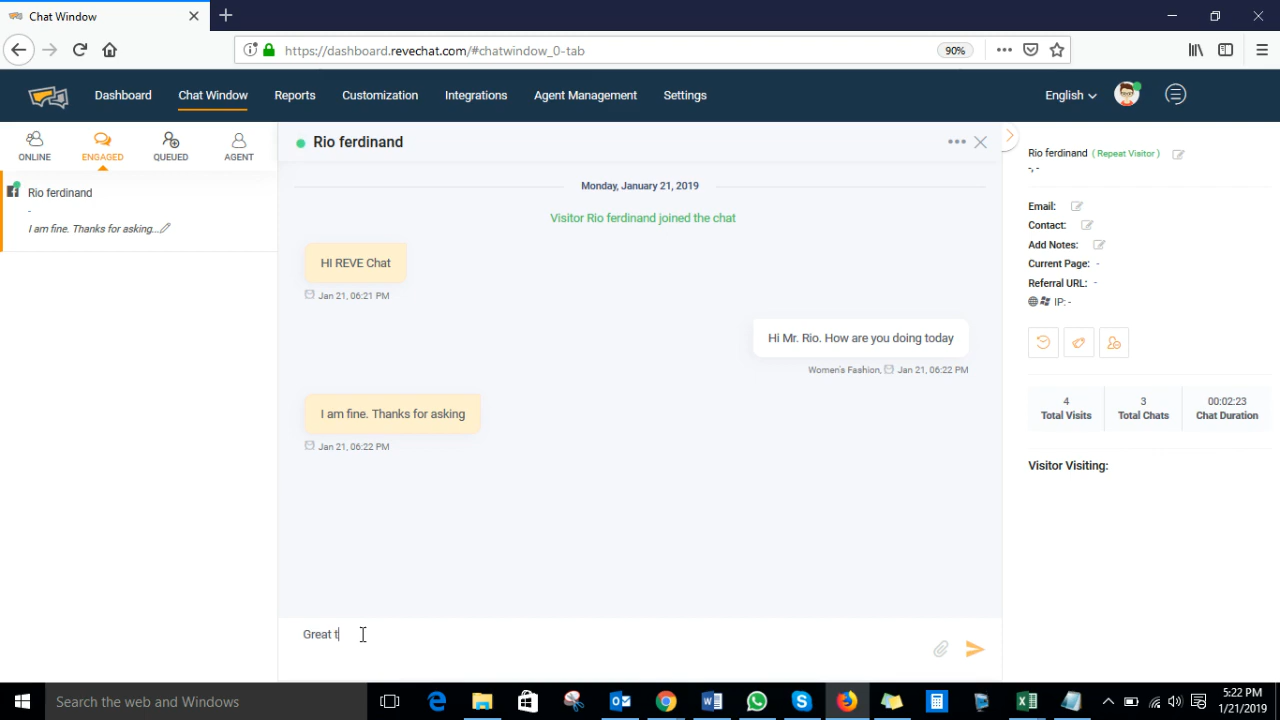 Chat Window
https://dashboard.revechat.com/#chatwindow_0-tab
90%
Dashboard
Chat Window
Reports
Customization
Integrations
Agent Management
Settings
English
ONLINE
ENGAGED
QUEUED
AGENT
Rio ferdinand
-
I am fine. Thanks for asking...
Rio ferdinand
Monday, January 21, 2019
Visitor Rio ferdinand joined the chat
HI REVE Chat
Jan 21, 06:21 PM
Hi Mr. Rio. How are you doing today
Women's Fashion, Jan 21, 06:22 PM
I am fine. Thanks for asking
Jan 21, 06:22 PM
Great t
Rio ferdinand ( Repeat Visitor )
-, -
Email:
Contact:
Add Notes:
Current Page: -
Referral URL: -
IP: -
4
Total Visits
3
Total Chats
00:02:23
Chat Duration
Visitor Visiting:
Search the web and Windows
5:22 PM
1/21/2019